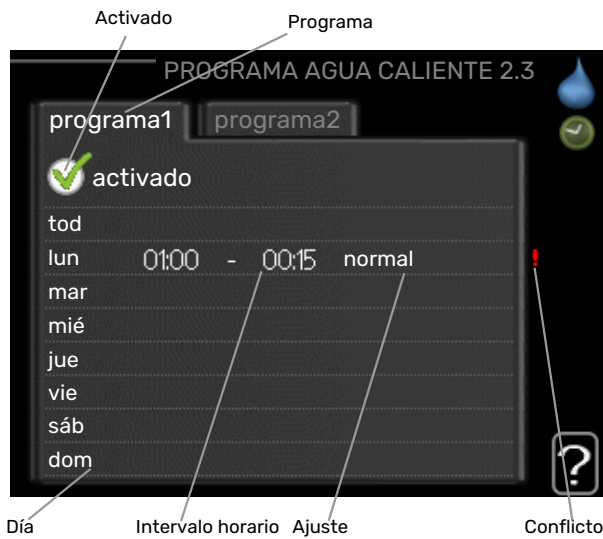 Activado
Programa
PROGRAMA AGUA CALIENTE 2.3
programa1
programa2
activado
tod
lun 01:00 - 00:15 normal !
mar
mié
jue
vie
sáb
dom
?
Día
Intervalo horario
Ajuste
Conflicto